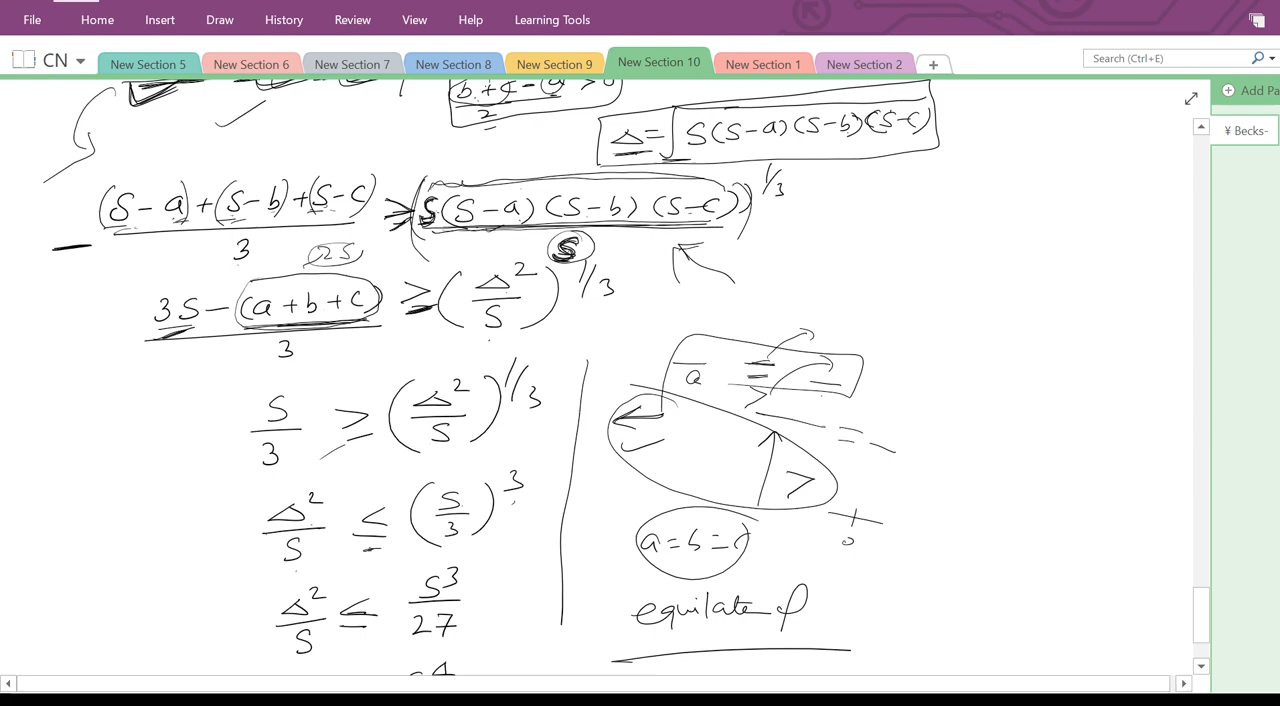 File Home Insert Draw History Review View Help Learning Tools
CN New Section 5 New Section 6 New Section 7 New Section 8 New Section 9 New Section 10 New Section 1 New Section 2 + Search (Ctrl+E)
Add Pa
¥ Becks-
b + c - a > 0
2
Δ = √S(S-a)(S-b)(S-c)
(S-a)+(S-b)+(S-c) / 3 ≥ (S(S-a)(S-b)(S-c) / S)^1/3
2S
3S-(a+b+c) / 3 ≥ (Δ²/S)^1/3
S/3 ≥ (Δ²/S)^1/3
a =
Δ²/S ≤ (S/3)³
>
a = b = c
Δ²/S ≤ S³/27